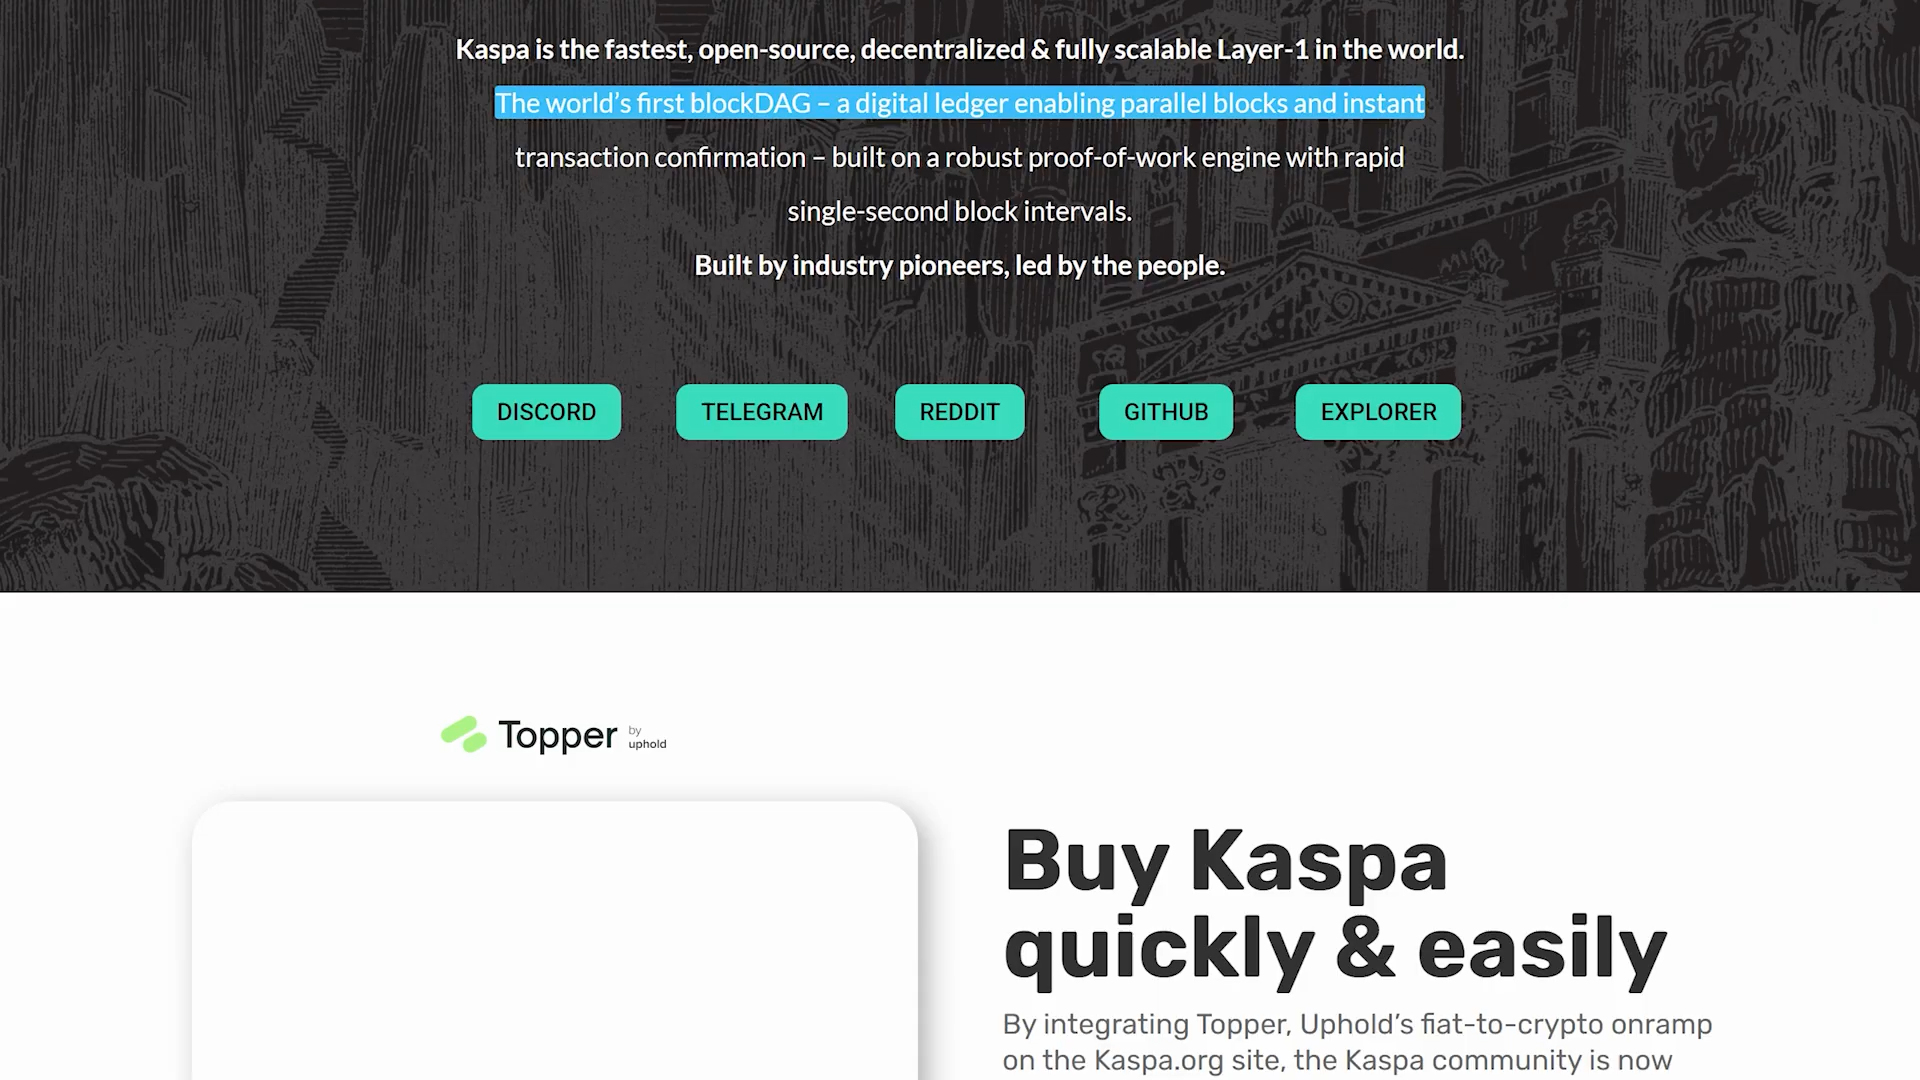 Kaspa is the fastest, open-source, decentralized & fully scalable Layer-1 in the world.
The world’s first blockDAG – a digital ledger enabling parallel blocks and instant
transaction confirmation – built on a robust proof-of-work engine with rapid
single-second block intervals.
Built by industry pioneers, led by the people.
DISCORD
TELEGRAM
REDDIT
GITHUB
EXPLORER
Topper by uphold
Buy Kaspa
quickly & easily
By integrating Topper, Uphold’s fiat-to-crypto onramp
on the Kaspa.org site, the Kaspa community is now